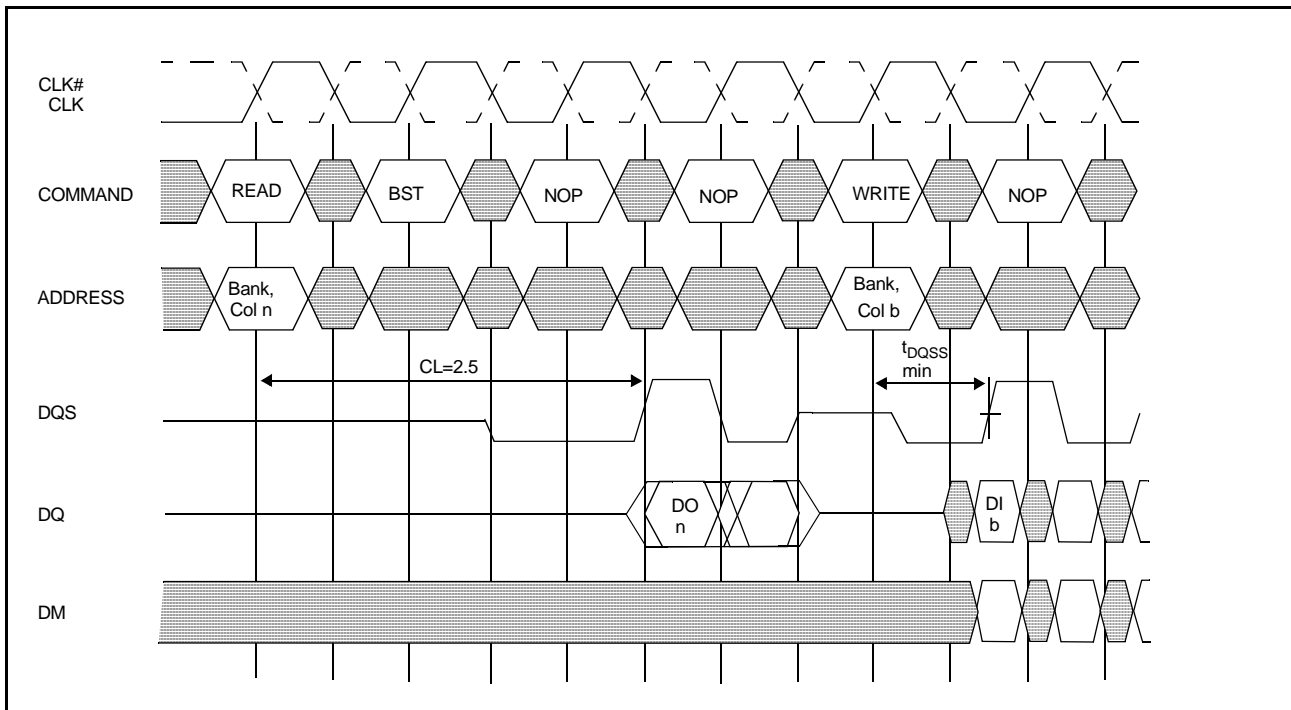 CLK#
CLK
COMMAND
READ
BST
NOP
NOP
WRITE
NOP
ADDRESS
Bank,
Col n
Bank,
Col b
CL=2.5
tDQSS
min
DQS
DQ
DO
n
DI
b
DM